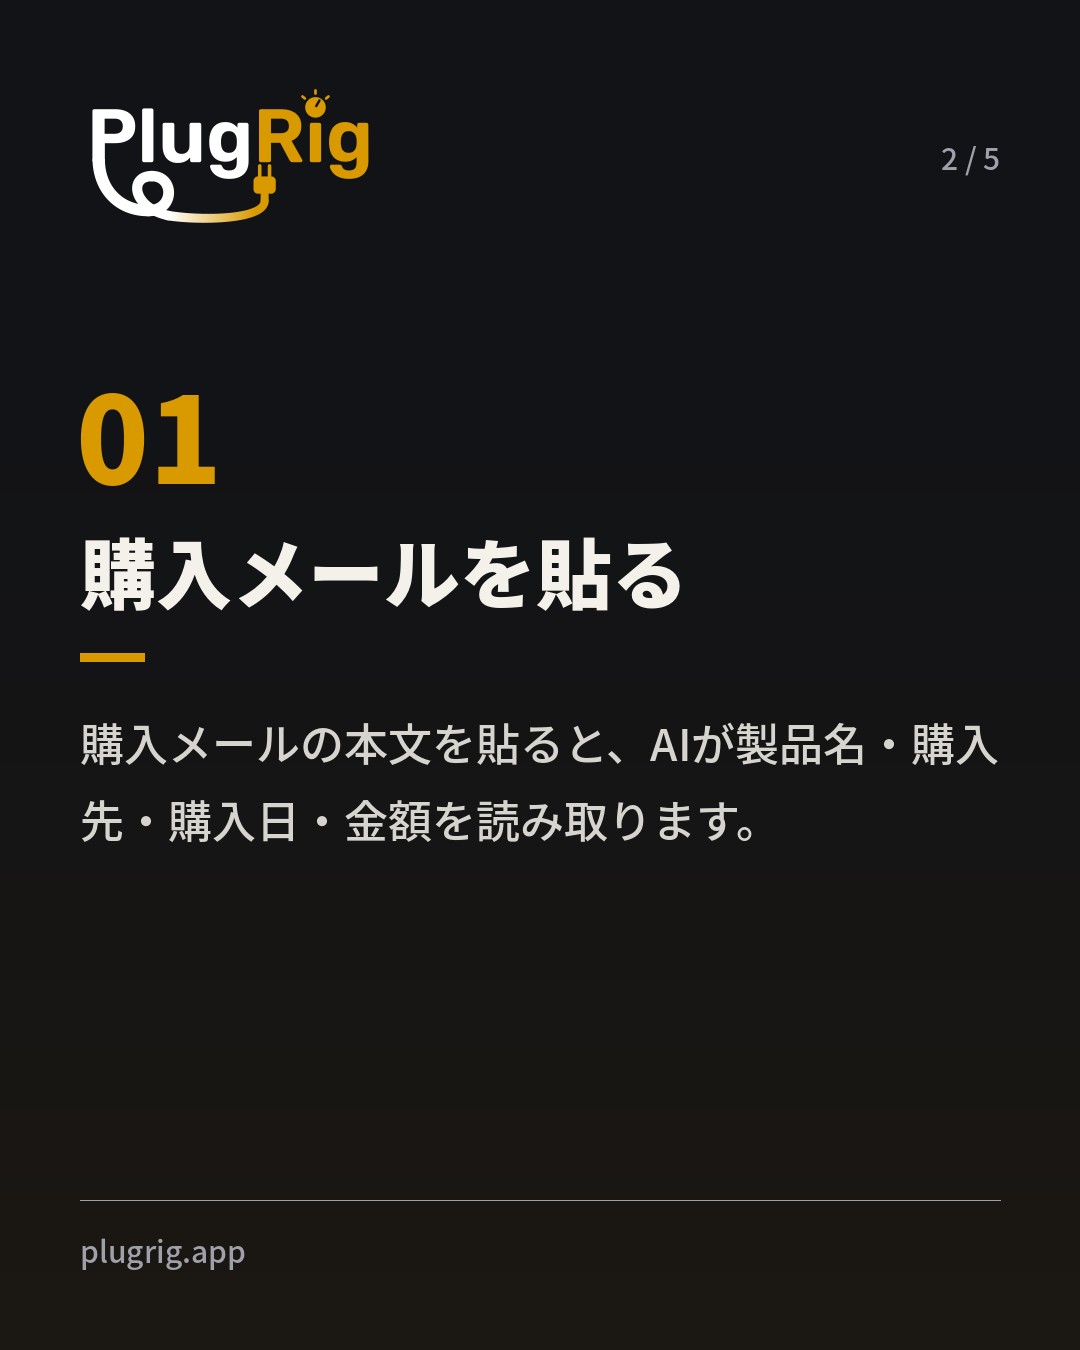 PlugRig
2 / 5
01
購入メールを貼る
購入メールの本文を貼ると、AIが製品名・購入
先・購入日・金額を読み取ります。
plugrig.app